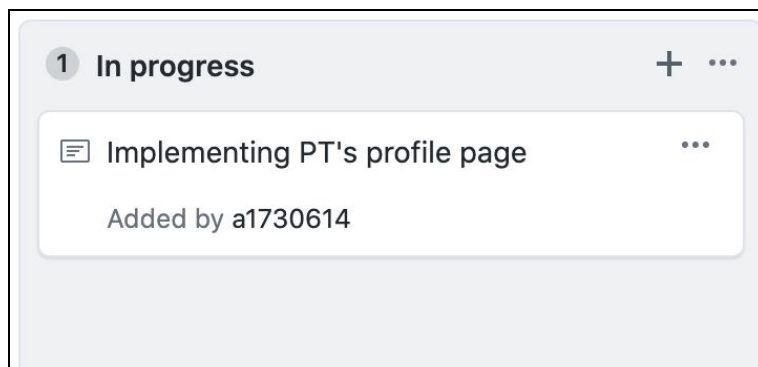 1 In progress
Implementing PT's profile page
Added by a1730614